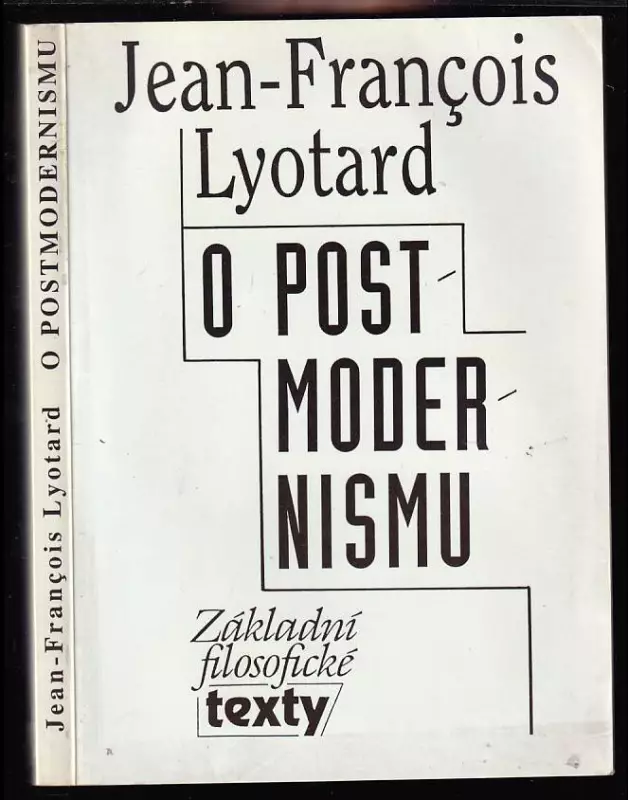 Jean-François Lyotard O POSTMODERNISMU
Jean-François
Lyotard
O POST-
MODER-
NISMU
Základní
filosofické
texty